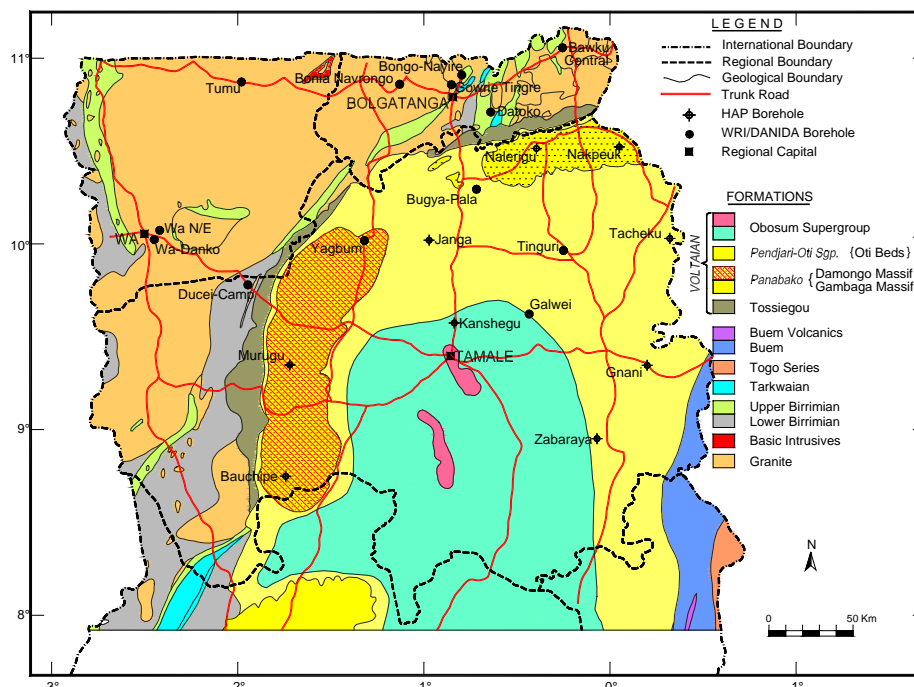 LEGEND
International Boundary
Regional Boundary
Geological Boundary
Trunk Road
HAP Borehole
WRI/DANIDA Borehole
Regional Capital
FORMATIONS
VOLTAIAN
Obosum Supergroup
Pendjari-Oti Sgp. {Oti Beds}
Panabako { Damongo Massif
Gambaga Massif
Tossiegou
Buem Volcanics
Buem
Togo Series
Tarkwaian
Upper Birrimian
Lower Birrimian
Basic Intrusives
Granite
N
0 50 Km
11°
10°
9°
8°
3°
2°
1°
0°
1°
Bawku
Central
Bongo-Nayire
Bonia Navrongo
Tumu
Gowrie Tingre
BOLGATANGA
Datoko
Nalerigu
Nakpeuk
Bugya-Pala
Wa N/E
WA
Wa-Danko
Yagbum
Janga
Tinguri
Tacheku
Ducei-Camp
Galwei
Kanshegu
Murugu
TAMALE
Gnani
Zabaraya
Bauchipe